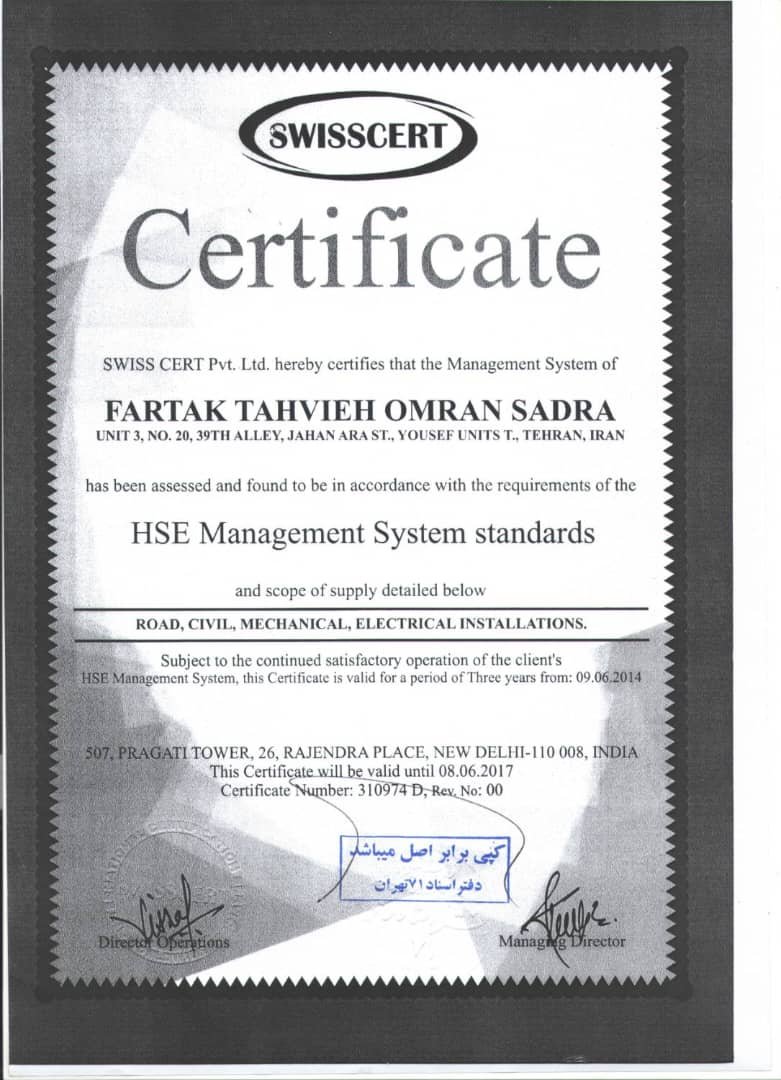 SWISSCERT
Certificate
SWISS CERT Pvt. Ltd. hereby certifies that the Management System of
FARTAK TAHVIEH OMRAN SADRA
UNIT 3, NO. 20, 39TH ALLEY, JAHAN ARA ST., YOUSEF UNITS T., TEHRAN, IRAN
has been assessed and found to be in accordance with the requirements of the
HSE Management System standards
and scope of supply detailed below
ROAD, CIVIL, MECHANICAL, ELECTRICAL INSTALLATIONS.
Subject to the continued satisfactory operation of the client's
HSE Management System, this Certificate is valid for a period of Three years from: 09.06.2014
507, PRAGATI TOWER, 26, RAJENDRA PLACE, NEW DELHI-110 008, INDIA
This Certificate will be valid until 08.06.2017
Certificate Number: 310974 D, Rev. No: 00
کپی برابر اصل میباشد
دفتر اسناد ۷۱ تهران
Director Operations
Managing Director